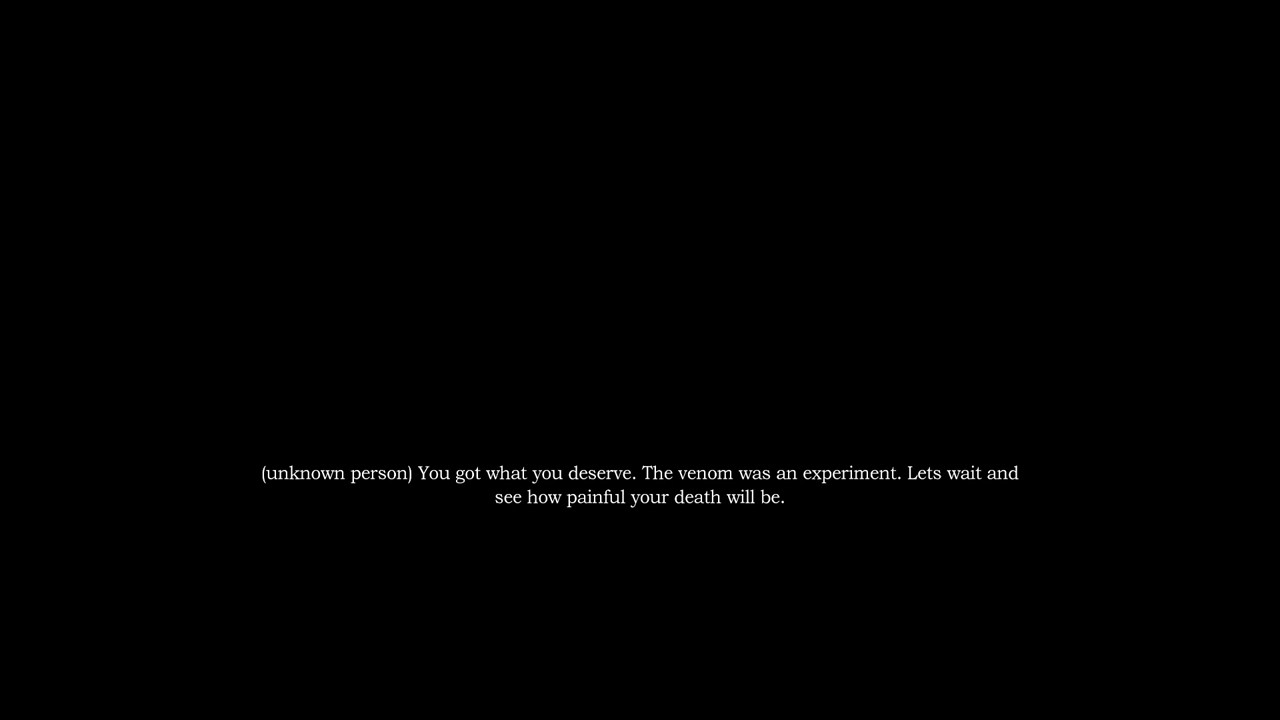 (unknown person) You got what you deserve. The venom was an experiment. Lets wait and
see how painful your death will be.